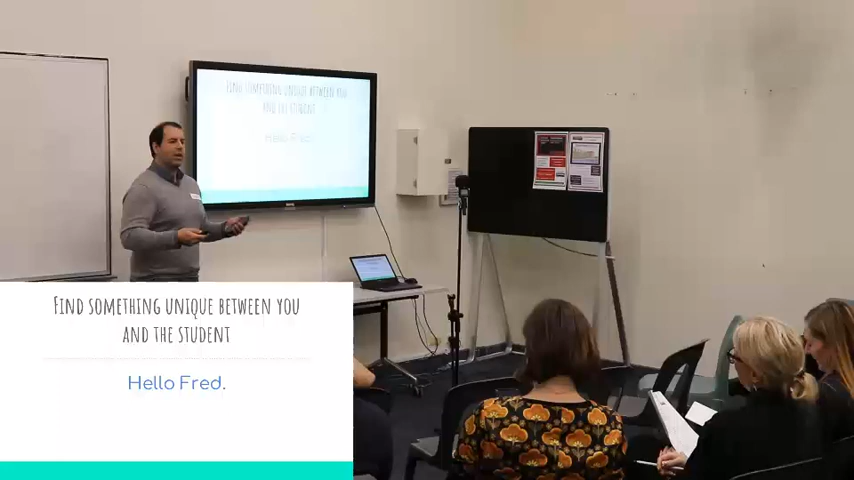 Find something unique between you
and the student
Hello Fred.
Find something unique between you
and the student
Hello Fred.